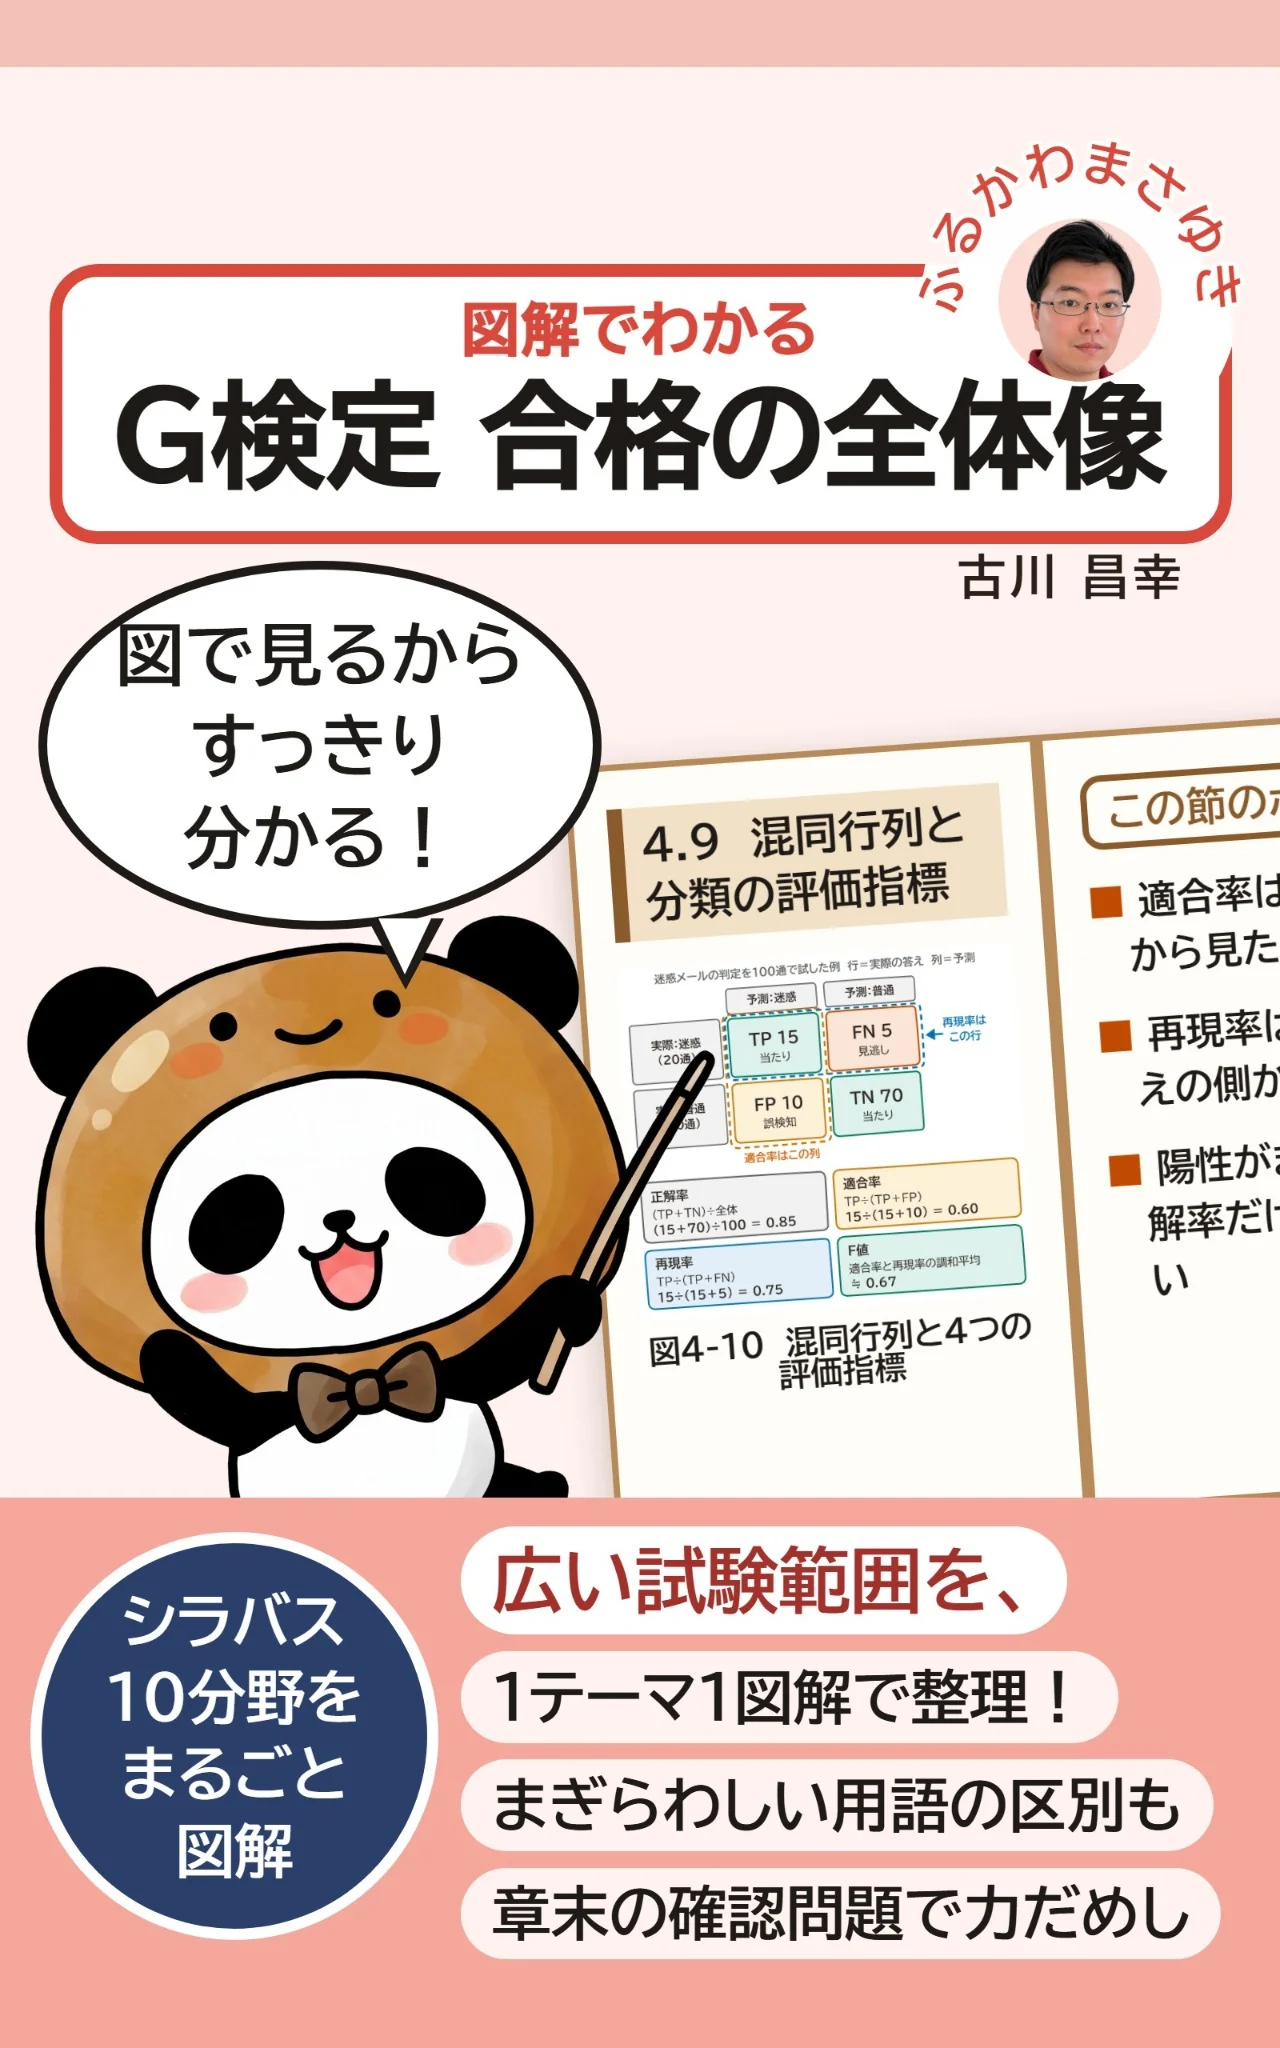 ふるかわまさゆき
図解でわかる
G検定 合格の全体像
古川 昌幸
図で見るから
すっきり
分かる！
4.9 混同行列と
分類の評価指標
迷惑メールの判定を100通で試した例 行＝実際の答え 列＝予測
予測:迷惑
予測:普通
実際:迷惑
(20通)
TP 15
当たり
FN 5
見逃し
再現率は
この行
普通
通)
FP 10
誤検知
TN 70
当たり
適合率はこの列
正解率
(TP+TN)÷全体
(15+70)÷100 = 0.85
適合率
TP÷(TP+FP)
15÷(15+10) = 0.60
再現率
TP÷(TP+FN)
15÷(15+5) = 0.75
F値
適合率と再現率の調和平均
≒ 0.67
図4-10 混同行列と4つの
評価指標
この節の
■ 適合率は
から見た
■ 再現率は
えの側か
■ 陽性が
解率だけ
い
シラバス
10分野を
まるごと
図解
広い試験範囲を、
1テーマ1図解で整理！
まぎらわしい用語の区別も
章末の確認問題で力だめし